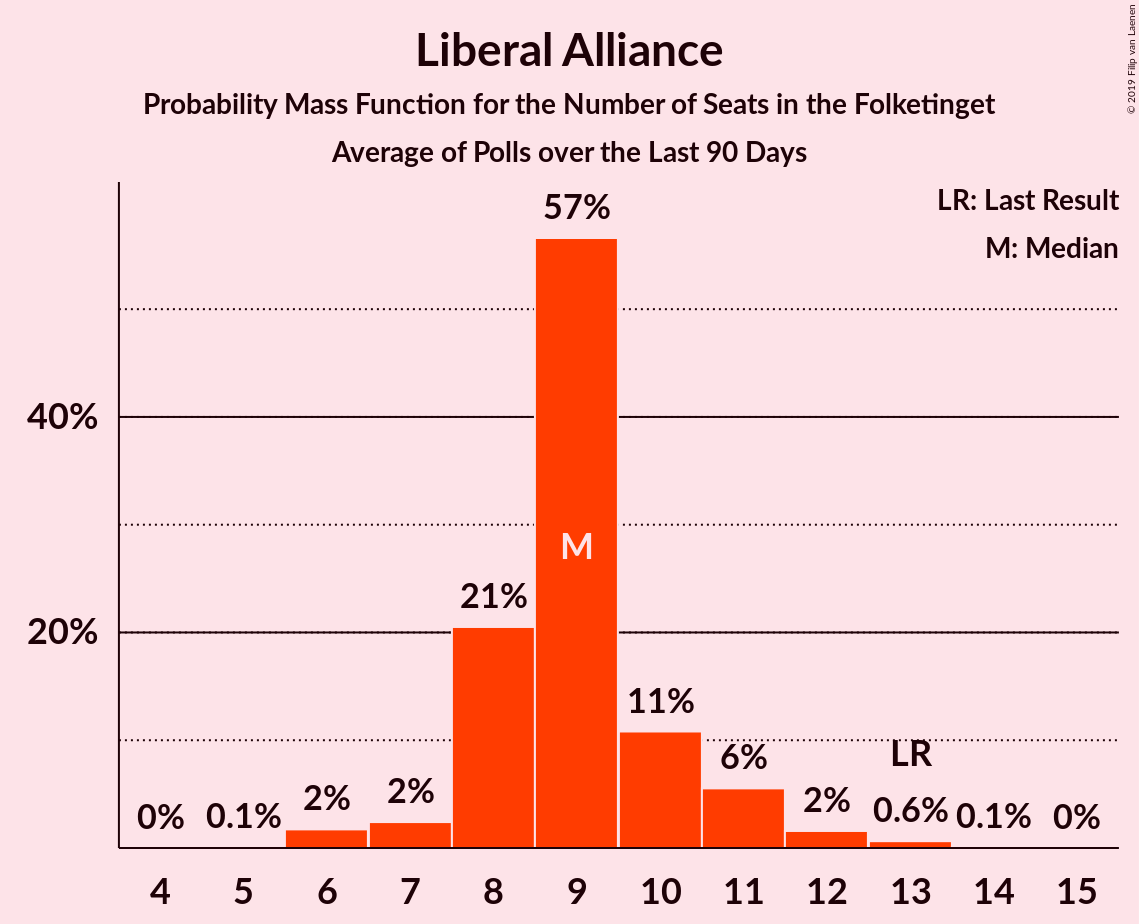 Liberal Alliance
Probability Mass Function for the Number of Seats in the Folketinget
Average of Polls over the Last 90 Days
© 2019 Filip van Laenen
LR: Last Result
M: Median
57%
40%
M
21%
20%
11%
6%
LR
0%
0.1%
2%
2%
2%
0.6%
0.1%
0%
4 5 6 7 8 9 10 11 12 13 14 15